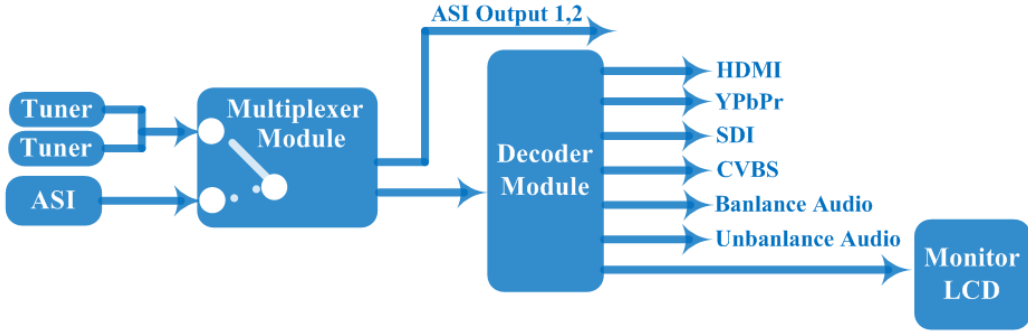 ASI Output 1,2
Tuner
Tuner
ASI
Multiplexer
Module
Decoder
Module
HDMI
YPbPr
SDI
CVBS
Banlance Audio
Unbanlance Audio
Monitor
LCD